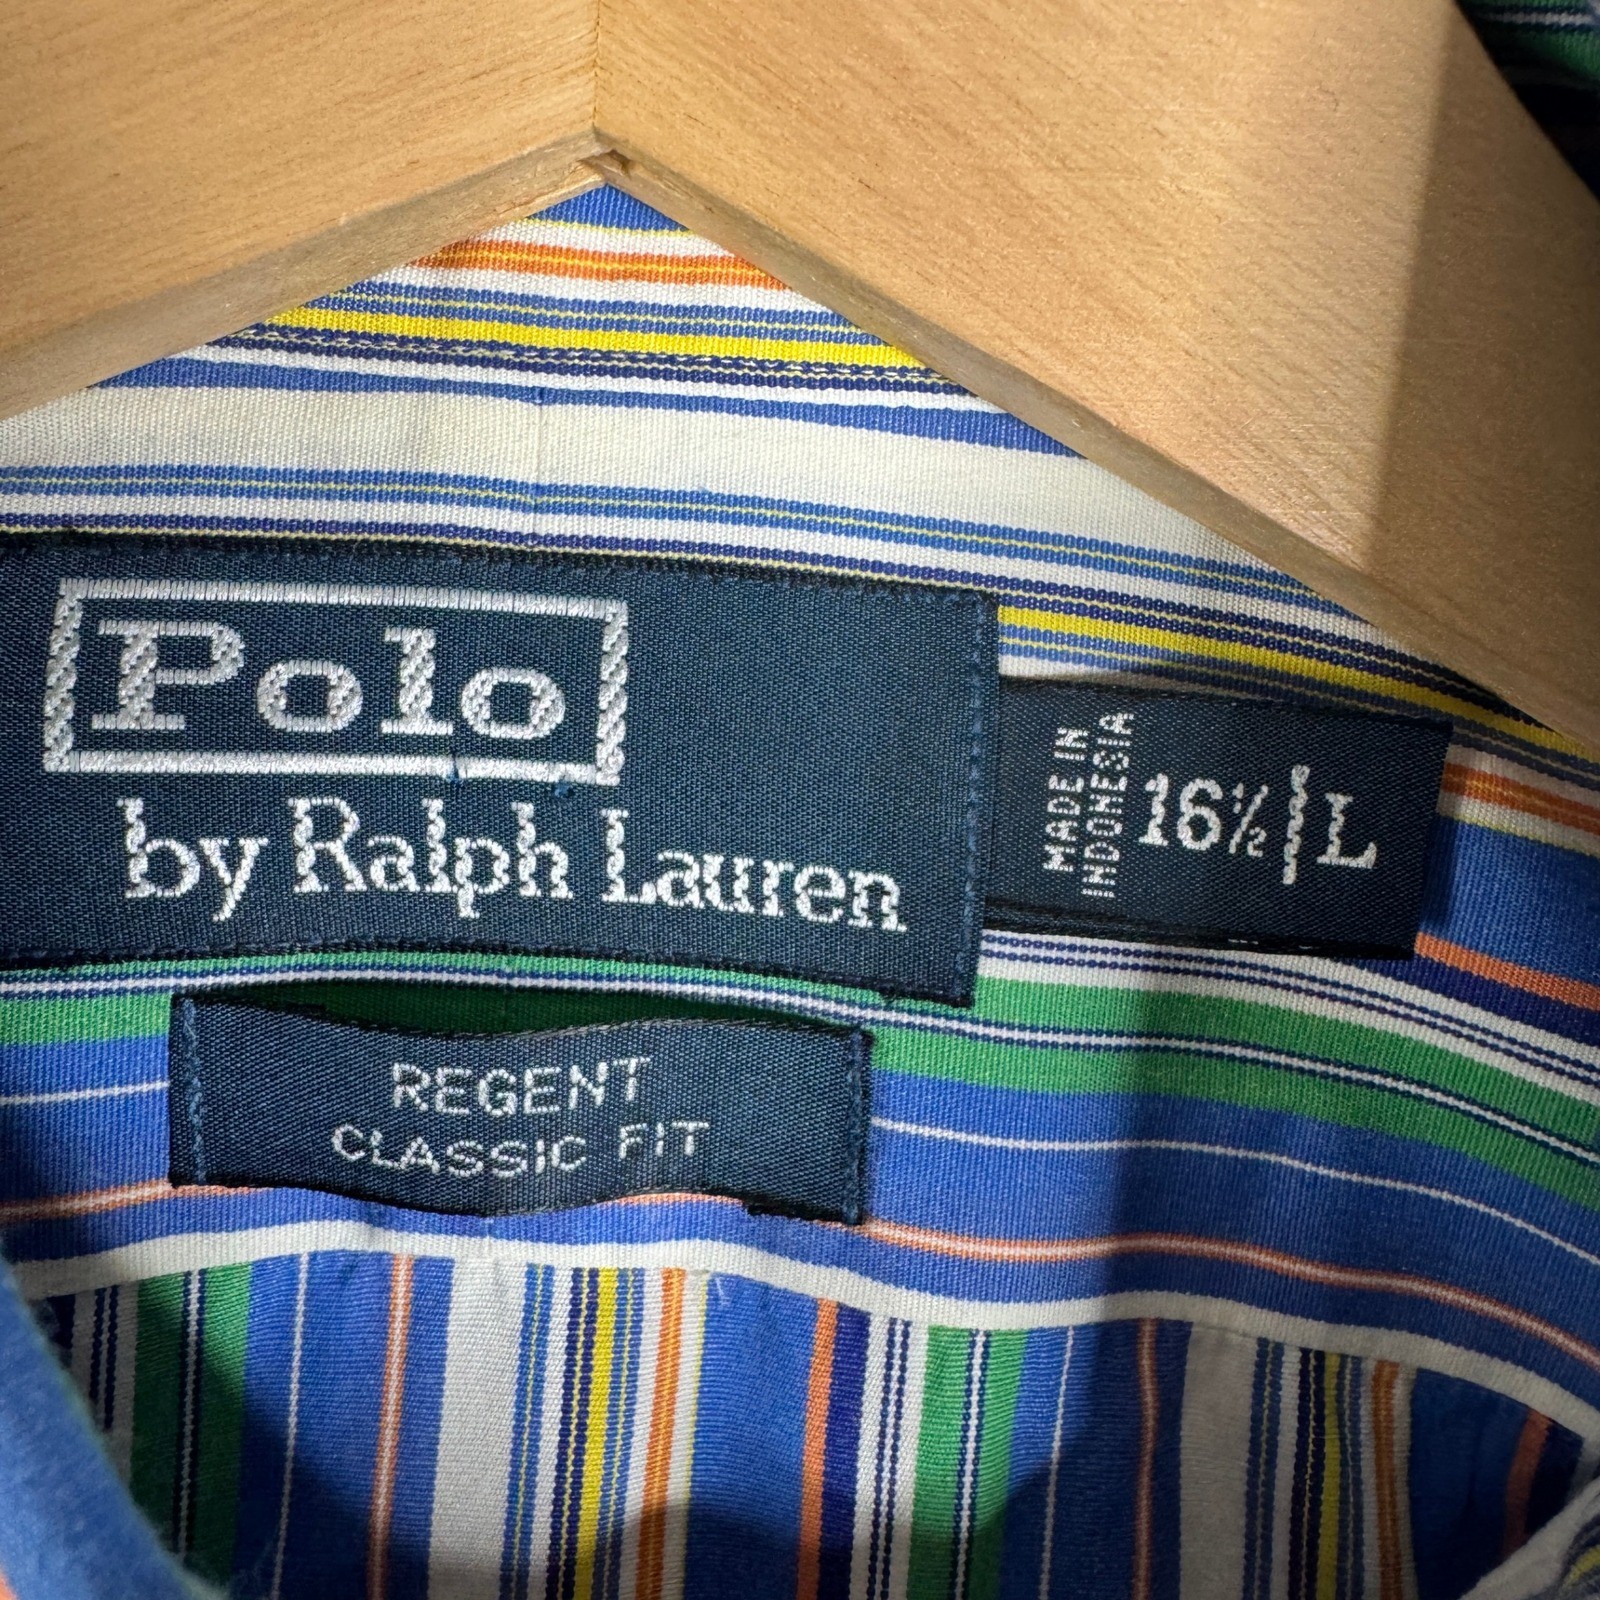 Polo
by Ralph Lauren
MADE IN
INDONESIA
16½ | L
REGENT
CLASSIC FIT